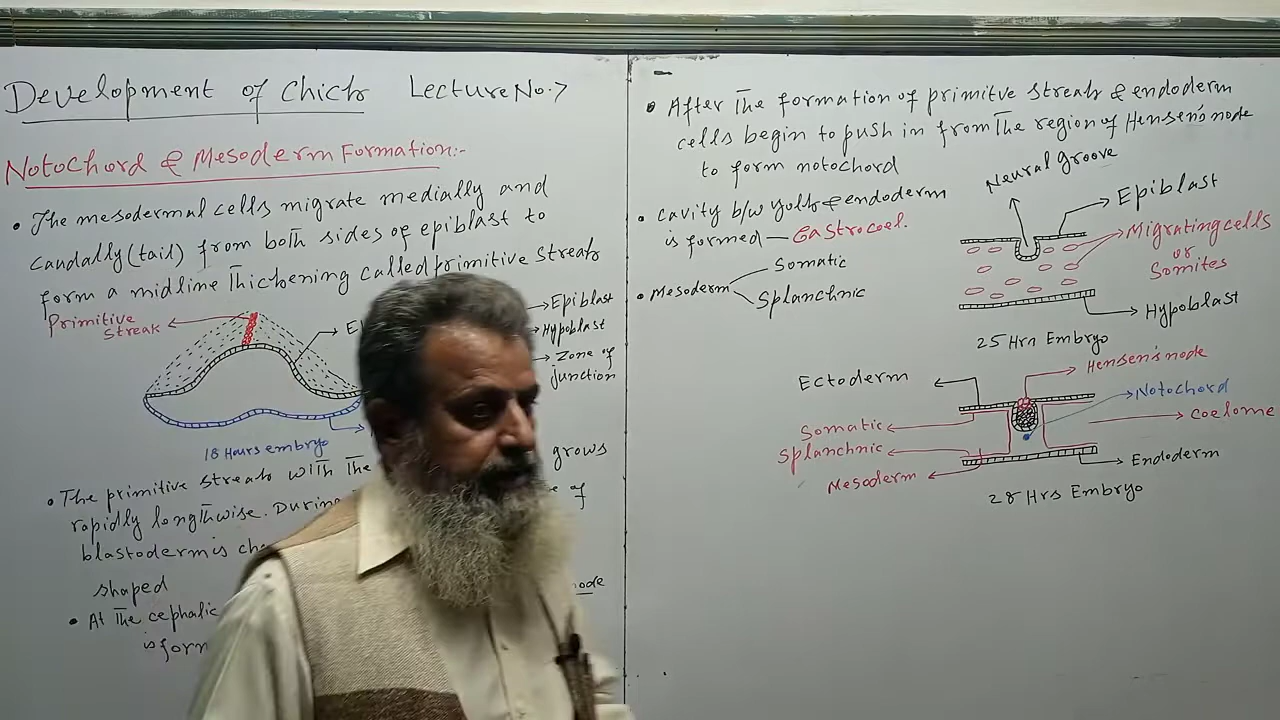 Development of Chick Lecture No.7
Notochord & Mesoderm Formation:-
• The mesodermal cells migrate medially and
caudally (tail) from both sides of epiblast to
form a midline thickening called primitive streak
Primitive
streak
Epiblast
Hypoblast
Zone of
junction
18 Hours embryo
• The primitive streak with the
grows
rapidly longthwise. During
of
blastoderm is
shaped
• At the cephalic
node
is
• After the formation of primitve streak & endoderm
cells begin to push in from the region of Hensen's node
to form notochord
• Cavity b/w yolk & endoderm
is formed — Gastrocoel.
• Mesoderm
Somatic
Splanchnic
Neural Groove
Epiblast
Migrating cells
or
Somites
Hypoblast
25 Hrn Embryo
Hensen's node
Ectoderm
Notochord
Coelome
Somatic
Splanchnic
Mesoderm
Endoderm
28 Hrs Embryo